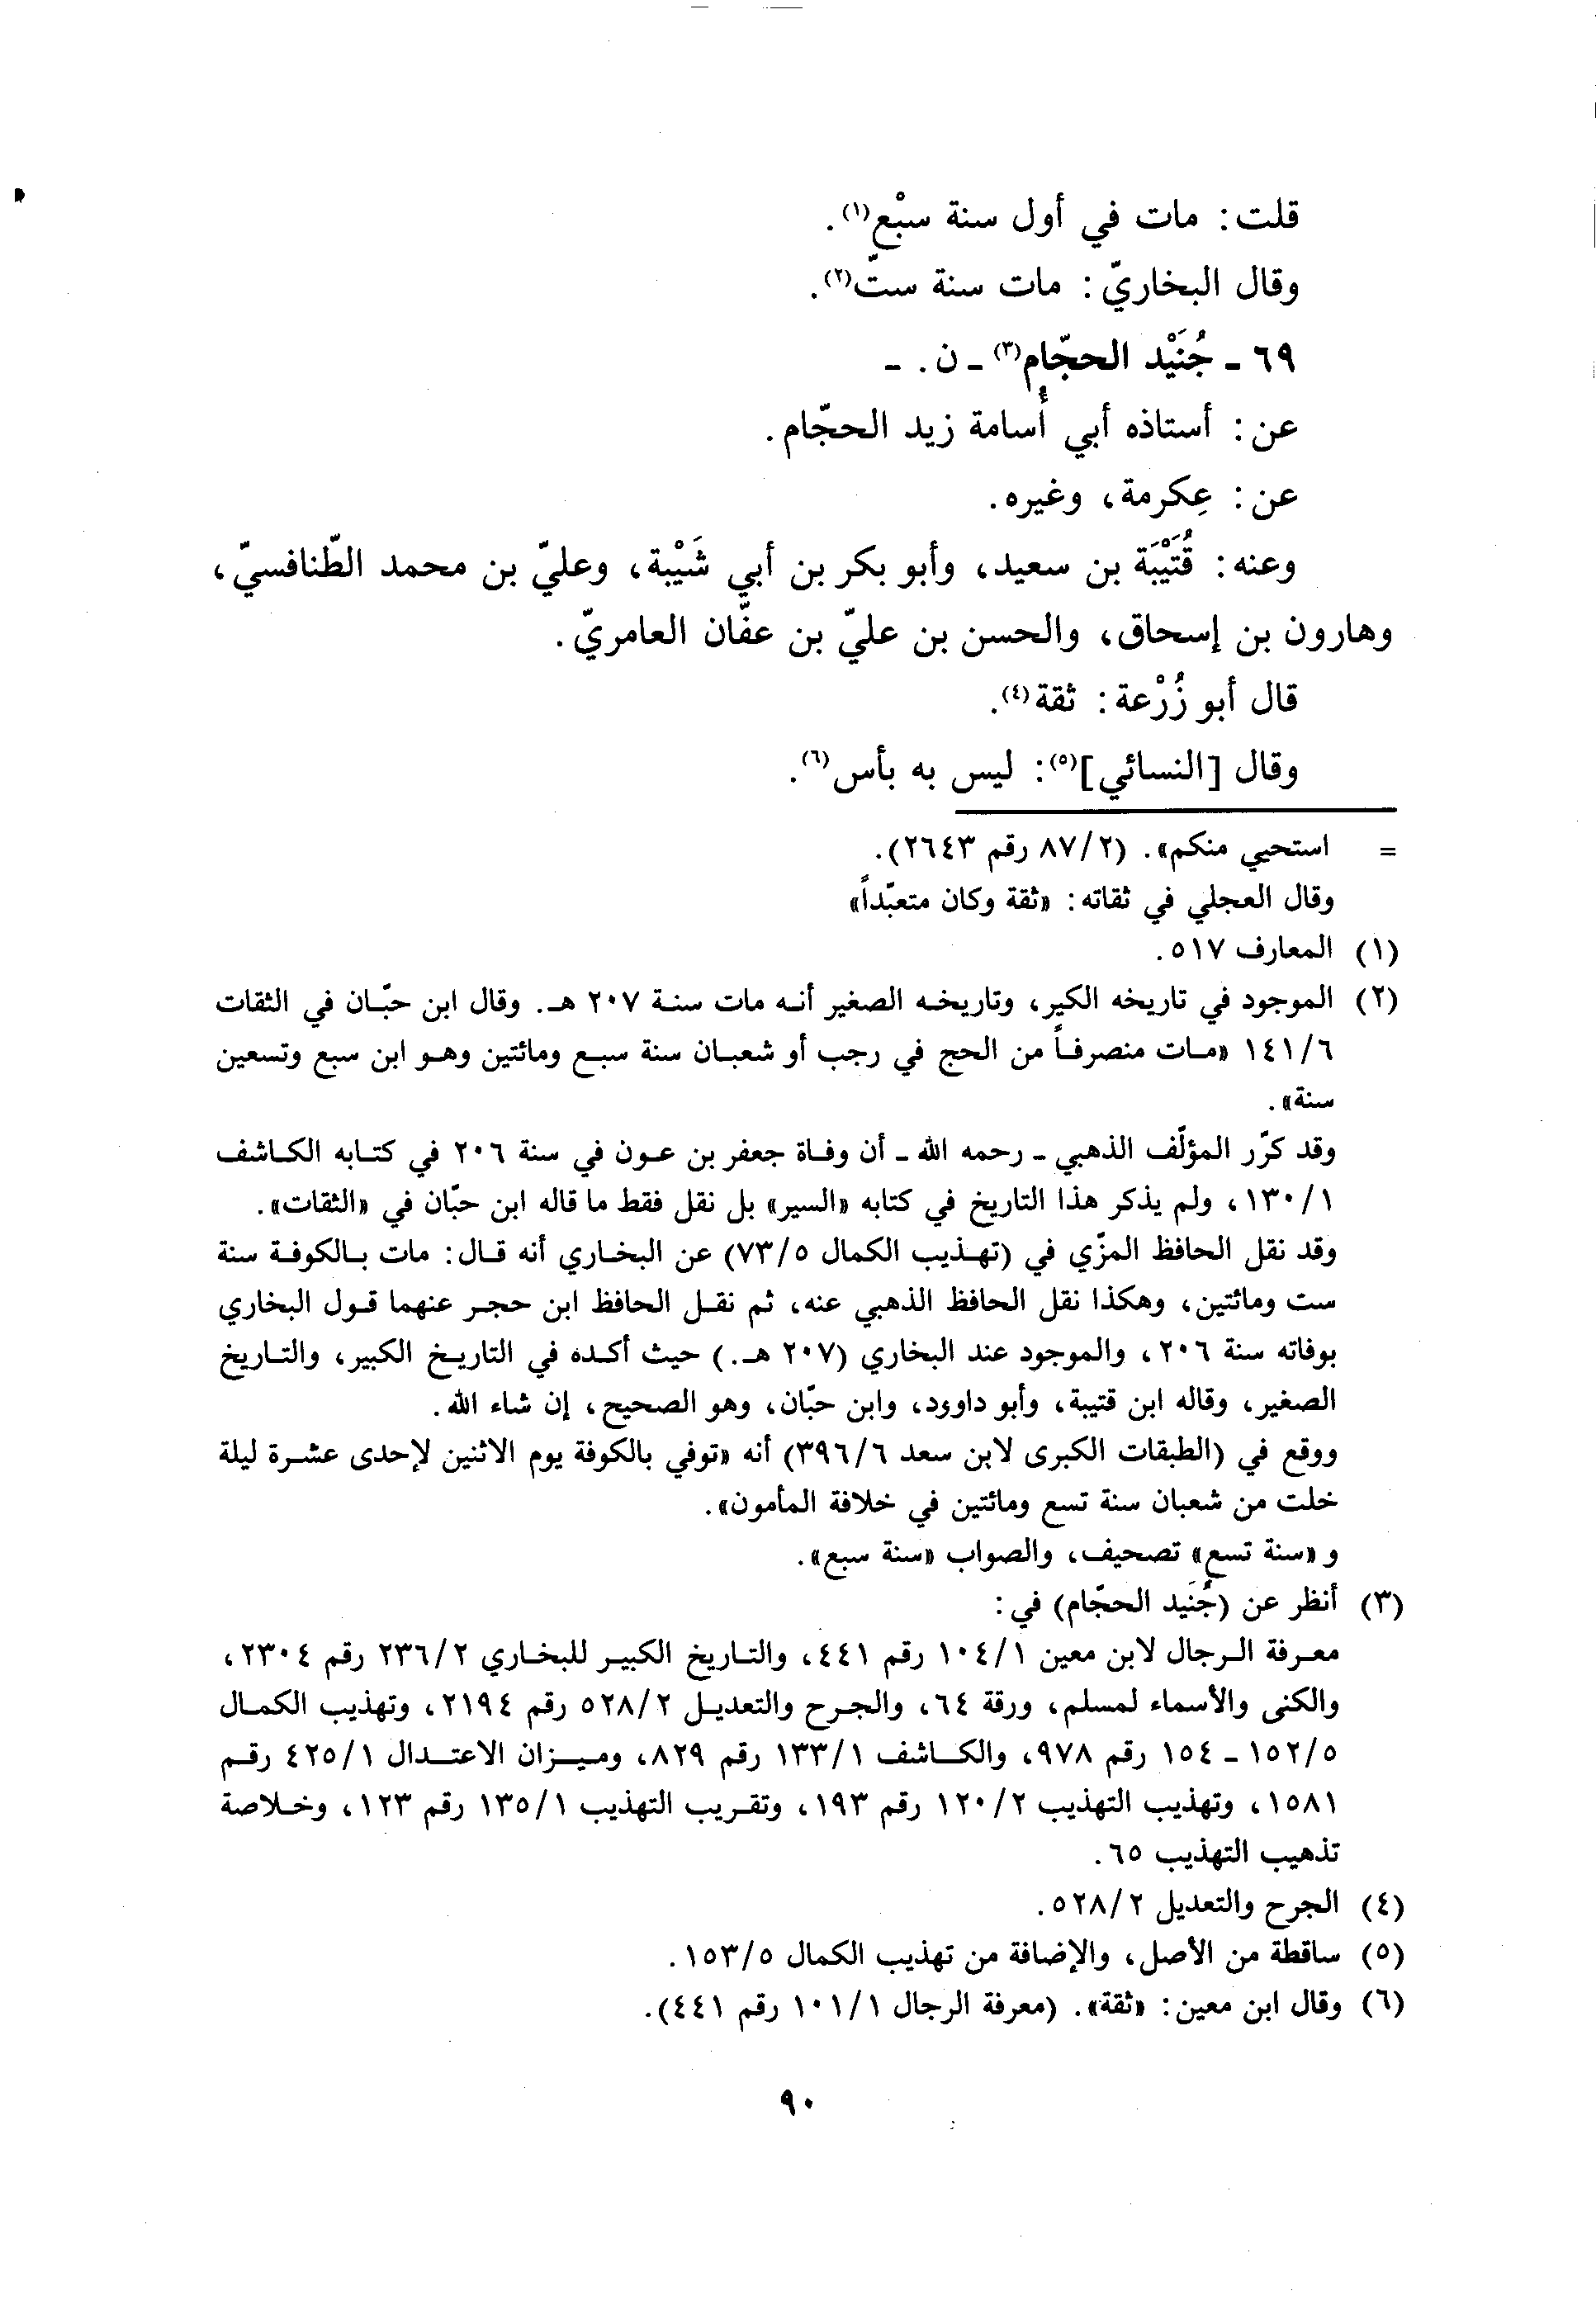 قلت: مات في أول سنة سبْع(١).
وقال البخاريّ: مات سنة ستّ(٢).
٦٩ ـ جُنَيْد الحجّام(٣) ـ ن. ـ
عن: أستاذه أبي أُسامة زيد الحجّام.
عن: عِكرمة، وغيره.
وعنه: قُتَيْبَة بن سعيد، وأبو بكر بن أبي شَيْبة، وعليّ بن محمد الطّنافسيّ،
وهارون بن إسحاق، والحسن بن عليّ بن عفّان العامريّ.
قال أبو زُرْعة: ثقة(٤).
وقال [النسائي](٥): ليس به بأس(٦).
= استحيي منكم». (٨٧/٢ رقم ٢٦٤٣).
وقال العجلي في ثقاته: «ثقة وكان متعبّداً»
(١) المعارف ٥١٧.
(٢) الموجود في تاريخه الكير، وتاريخه الصغير أنه مات سنة ٢٠٧ هـ. وقال ابن حبّان في الثقات
١٤١/٦ «مات منصرفاً من الحج في رجب أو شعبان سنة سبع ومائتين وهو ابن سبع وتسعين
سنة».
وقد كرّر المؤلّف الذهبي ـ رحمه الله ـ أن وفاة جعفر بن عون في سنة ٢٠٦ في كتابه الكاشف
١٣٠/١، ولم يذكر هذا التاريخ في كتابه «السير» بل نقل فقط ما قاله ابن حبّان في «الثقات».
وقد نقل الحافظ المزّي في (تهذيب الكمال ٧٣/٥) عن البخاري أنه قال: مات بالكوفة سنة
ست ومائتين، وهكذا نقل الحافظ الذهبي عنه، ثم نقل الحافظ ابن حجر عنهما قول البخاري
بوفاته سنة ٢٠٦، والموجود عند البخاري (٢٠٧ هـ.) حيث أكده في التاريخ الكبير، والتاريخ
الصغير، وقاله ابن قتيبة، وأبو داوود، وابن حبّان، وهو الصحيح، إن شاء الله.
ووقع في (الطبقات الكبرى لابن سعد ٣٩٦/٦) أنه «توفي بالكوفة يوم الاثنين لإحدى عشرة ليلة
خلت من شعبان سنة تسع ومائتين في خلافة المأمون».
و «سنة تسع» تصحيف، والصواب «سنة سبع».
(٣) أنظر عن (جُنَيد الحجّام) في:
معرفة الرجال لابن معين ١٠٤/١ رقم ٤٤١، والتاريخ الكبير للبخاري ٢٣٦/٢ رقم ٢٣٠٤،
والكنى والأسماء لمسلم، ورقة ٦٤، والجرح والتعديل ٥٢٨/٢ رقم ٢١٩٤، وتهذيب الكمال
١٥٢/٥ ـ ١٥٤ رقم ٩٧٨، والكاشف ١٣٣/١ رقم ٨٢٩، وميزان الاعتدال ٤٢٥/١ رقم
١٥٨١، وتهذيب التهذيب ١٢٠/٢ رقم ١٩٣، وتقريب التهذيب ١٣٥/١ رقم ١٢٣، وخلاصة
تذهيب التهذيب ٦٥.
(٤) الجرح والتعديل ٥٢٨/٢.
(٥) ساقطة من الأصل، والإضافة من تهذيب الكمال ١٥٣/٥.
(٦) وقال ابن معين: «ثقة». (معرفة الرجال ١٠١/١ رقم ٤٤١).
٩٠